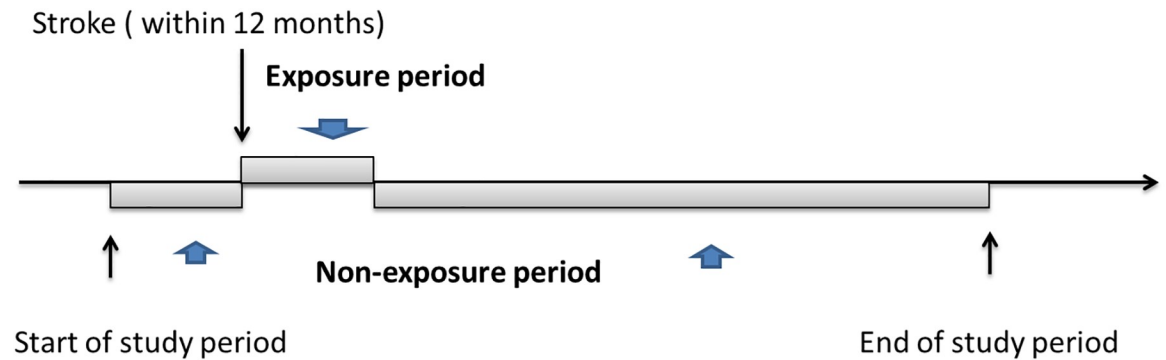 Stroke ( within 12 months)
Exposure period
Non-exposure period
Start of study period
End of study period